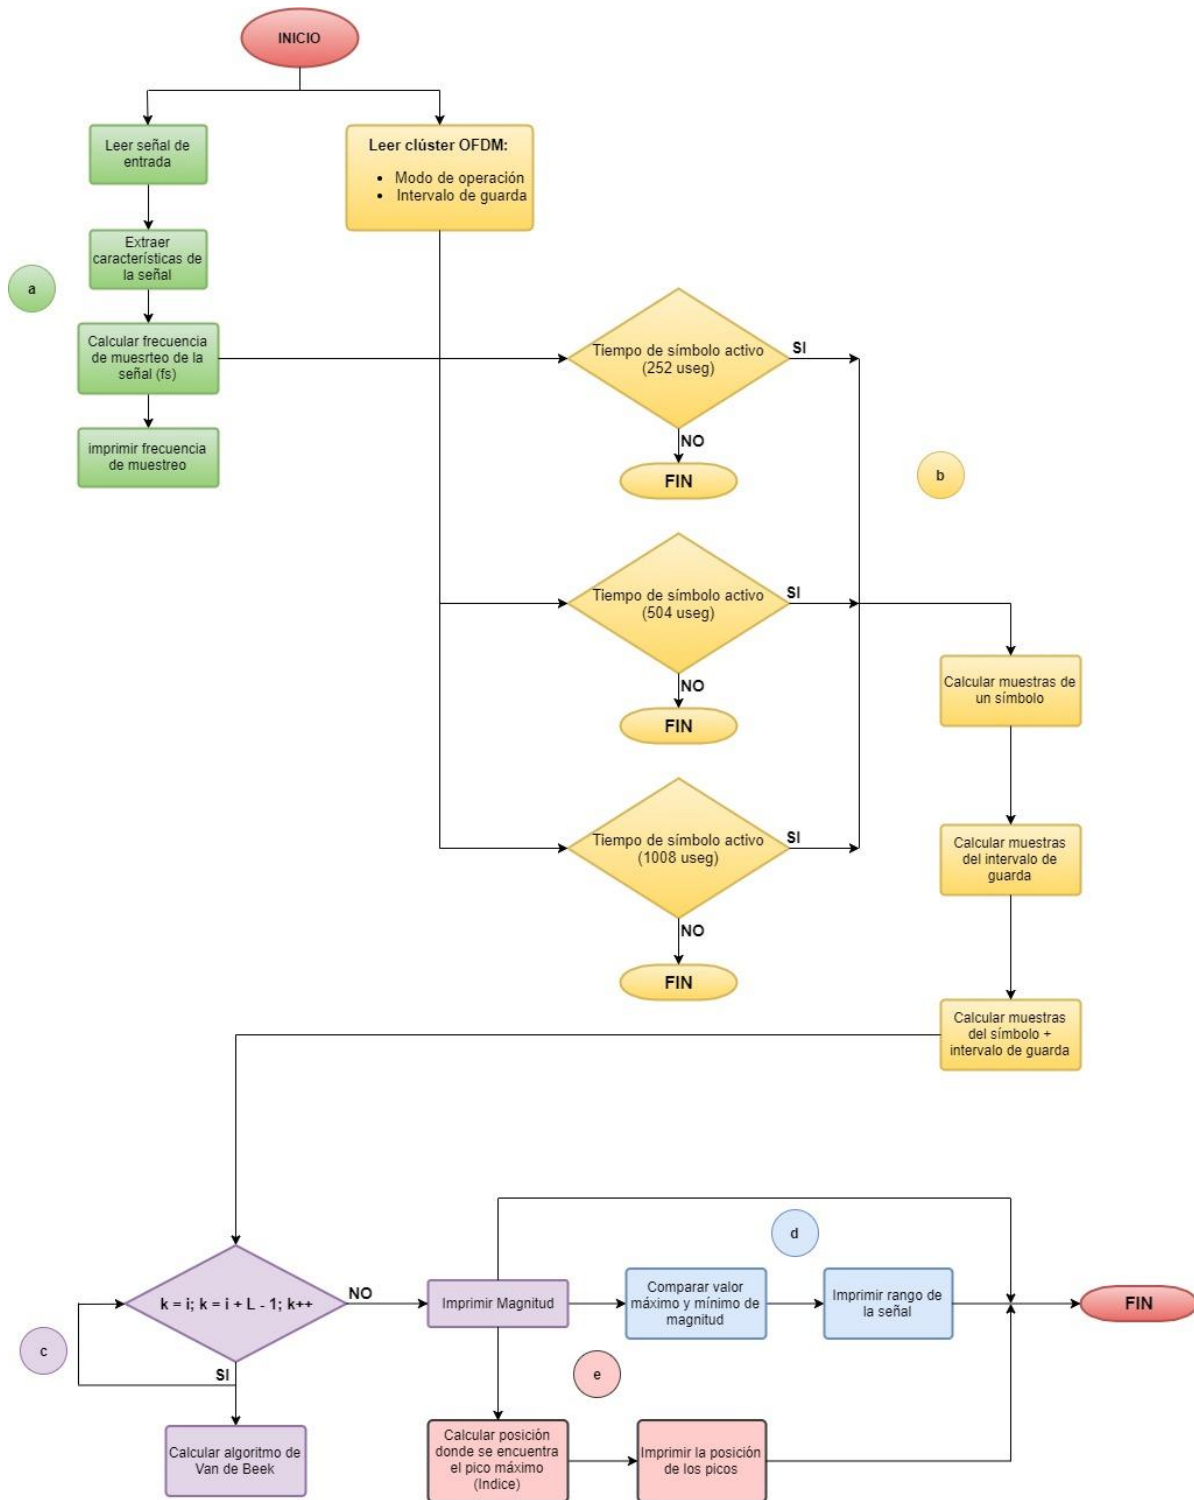 INICIO
Leer señal de
entrada
Leer clúster OFDM:
• Modo de operación
• Intervalo de guarda
Extraer
características de
la señal
a
Calcular frecuencia
de muesrteo de la
señal (fs)
imprimir frecuencia
de muestreo
Tiempo de símbolo activo
(252 useg)
SI
NO
FIN
b
Tiempo de símbolo activo
(504 useg)
SI
NO
FIN
Calcular muestras de
un símbolo
Tiempo de símbolo activo
(1008 useg)
SI
NO
FIN
Calcular muestras
del intervalo de
guarda
Calcular muestras
del símbolo +
intervalo de guarda
k = i; k = i + L - 1; k++
NO
SI
c
Calcular algoritmo de
Van de Beek
Imprimir Magnitud
d
Comparar valor
máximo y mínimo de
magnitud
Imprimir rango de
la señal
FIN
e
Calcular posición
donde se encuentra
el pico máximo
(Indice)
Imprimir la posición
de los picos